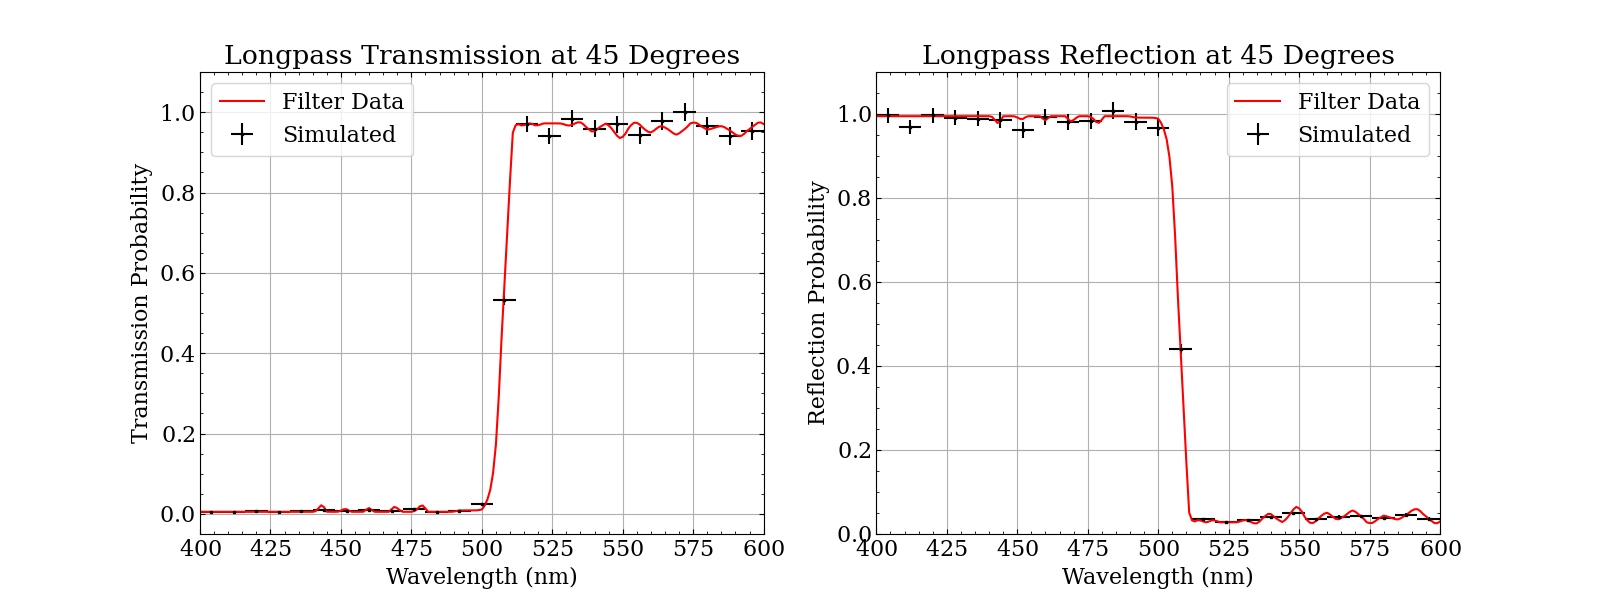 Longpass Transmission at 45 Degrees
Filter Data
Simulated
Transmission Probability
1.0
0.8
0.6
0.4
0.2
0.0
400 425 450 475 500 525 550 575 600
Wavelength (nm)
Longpass Reflection at 45 Degrees
Filter Data
Simulated
Reflection Probability
1.0
0.8
0.6
0.4
0.2
0.0
400 425 450 475 500 525 550 575 600
Wavelength (nm)